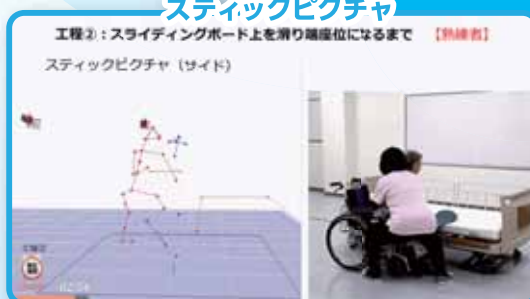 スティックピクチャ
工程②：スライディングボード上を滑り端座位になるまで 【熟練者】
スティックピクチャ（サイド）